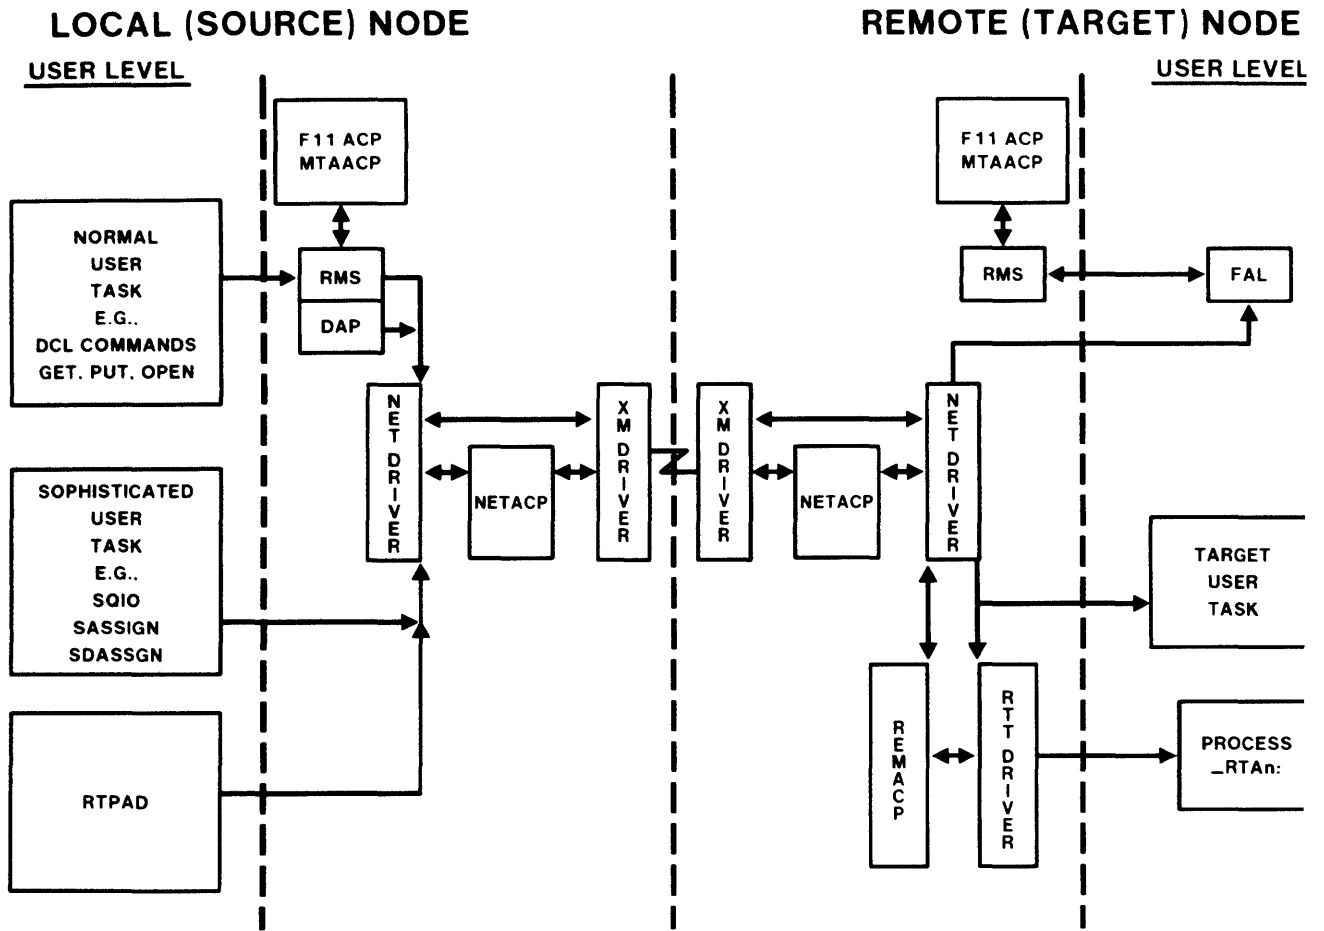 LOCAL (SOURCE) NODE
REMOTE (TARGET) NODE
USER LEVEL
USER LEVEL
F11 ACP
MTAACP
F11 ACP
MTAACP
NORMAL
USER
TASK
E.G.,
DCL COMMANDS
GET, PUT, OPEN
RMS
DAP
RMS
FAL
NET DRIVER
NETACP
XM DRIVER
XM DRIVER
NETACP
NET DRIVER
SOPHISTICATED
USER
TASK
E.G.,
SQIO
SASSIGN
SDASSGN
TARGET
USER
TASK
RTPAD
REMACP
RTT DRIVER
PROCESS
_RTAn: